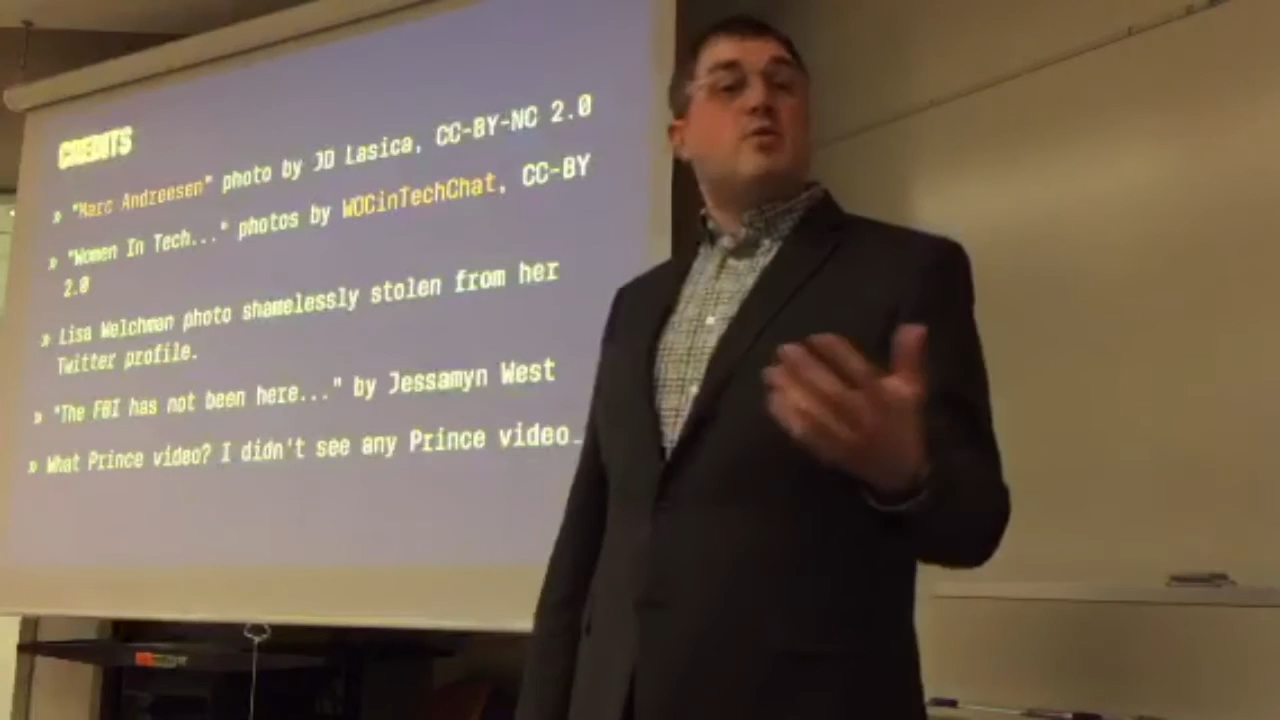 CREDITS
» "Marc Andreesen" photo by JD Lasica, CC-BY-NC 2.0
» "Women In Tech..." photos by WOCinTechChat, CC-BY
2.0
» Lisa Welchman photo shamelessly stolen from her
Twitter profile.
» "The FBI has not been here..." by Jessamyn West
» What Prince video? I didn't see any Prince video.